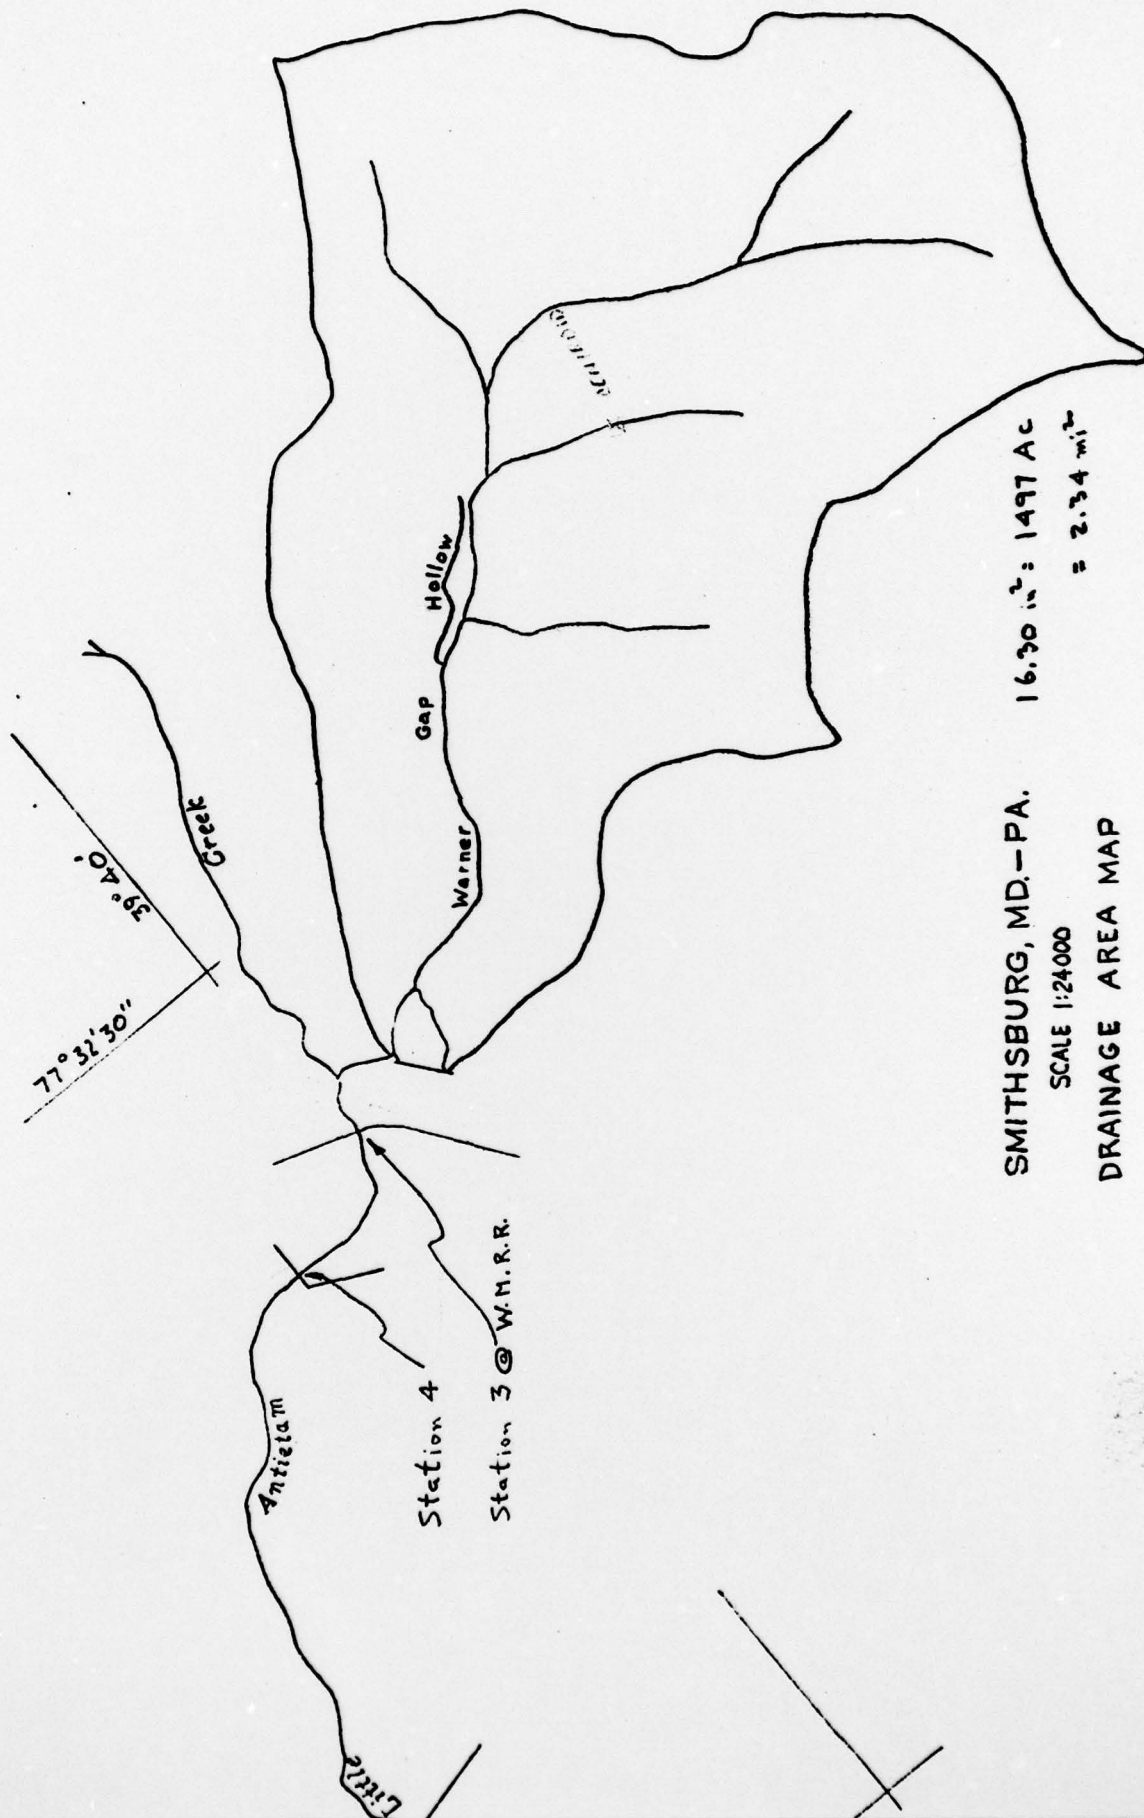 39° 40'
77° 32' 30"
Creek
Hollow
Gap
Warner
Antietam
Little
Station 4
Station 3 @ W.M.R.R.
SMITHSBURG, MD.-PA. 16.30 in² = 1497 Ac
= 2.34 mi²
SCALE 1:24000
DRAINAGE AREA MAP